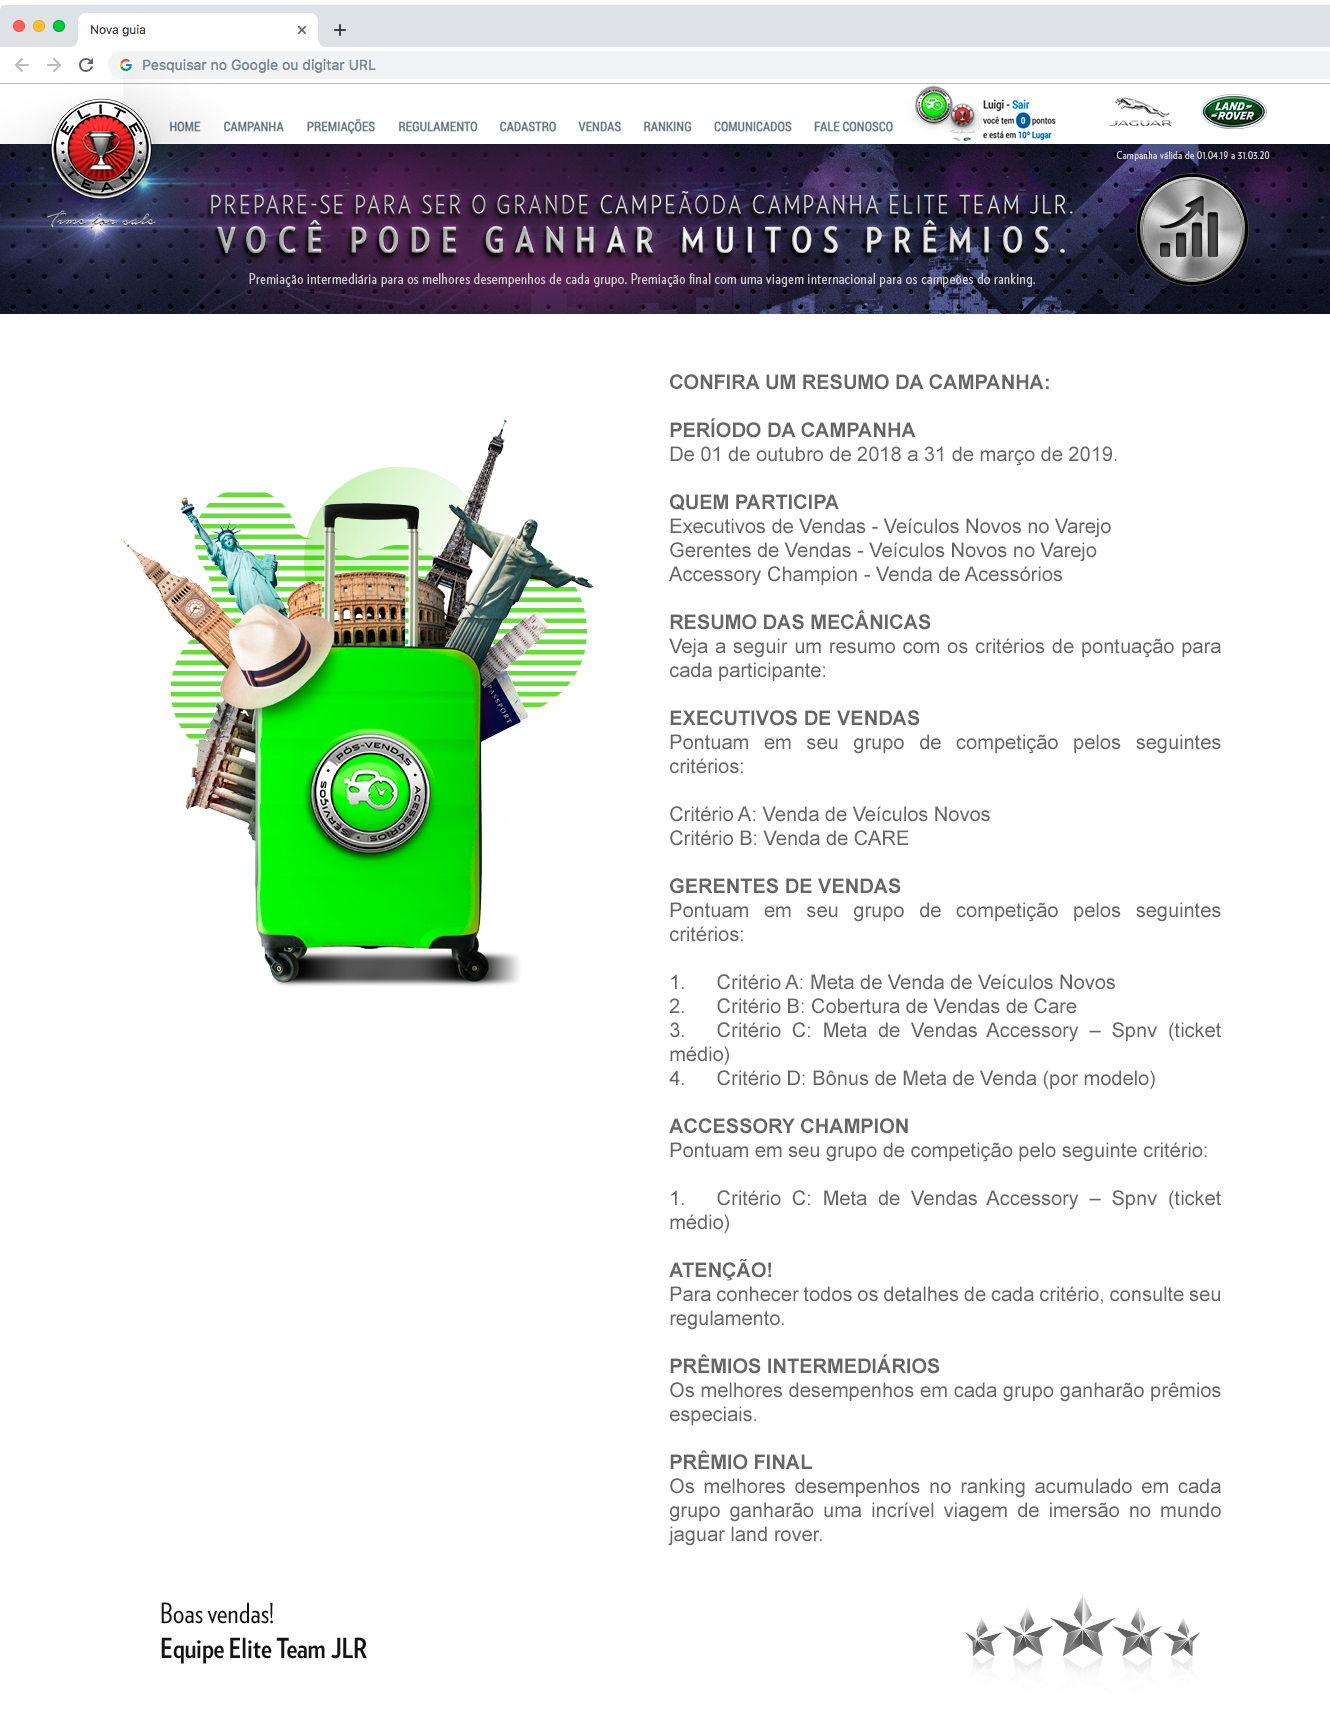 Nova guia
Pesquisar no Google ou digitar URL
ELITE TEAM
Time for sale
HOME CAMPANHA PREMIAÇÕES REGULAMENTO CADASTRO VENDAS RANKING COMUNICADOS FALE CONOSCO
Luigi - Sair
você tem 0 pontos
e está em 10º Lugar
JAGUAR
LAND-ROVER
Campanha válida de 01.04.19 a 31.03.20
PREPARE-SE PARA SER O GRANDE CAMPEÃODA CAMPANHA ELITE TEAM JLR.
VOCÊ PODE GANHAR MUITOS PRÊMIOS.
Premiação intermediária para os melhores desempenhos de cada grupo. Premiação final com uma viagem internacional para os campeões do ranking.
PASSPORT
PÓS-VENDAS • ACESSÓRIOS • SERVIÇOS
CONFIRA UM RESUMO DA CAMPANHA:
PERÍODO DA CAMPANHA
De 01 de outubro de 2018 a 31 de março de 2019.
QUEM PARTICIPA
Executivos de Vendas - Veículos Novos no Varejo
Gerentes de Vendas - Veículos Novos no Varejo
Accessory Champion - Venda de Acessórios
RESUMO DAS MECÂNICAS
Veja a seguir um resumo com os critérios de pontuação para
cada participante:
EXECUTIVOS DE VENDAS
Pontuam em seu grupo de competição pelos seguintes
critérios:
Critério A: Venda de Veículos Novos
Critério B: Venda de CARE
GERENTES DE VENDAS
Pontuam em seu grupo de competição pelos seguintes
critérios:
1. Critério A: Meta de Venda de Veículos Novos
2. Critério B: Cobertura de Vendas de Care
3. Critério C: Meta de Vendas Accessory – Spnv (ticket
médio)
4. Critério D: Bônus de Meta de Venda (por modelo)
ACCESSORY CHAMPION
Pontuam em seu grupo de competição pelo seguinte critério:
1. Critério C: Meta de Vendas Accessory – Spnv (ticket
médio)
ATENÇÃO!
Para conhecer todos os detalhes de cada critério, consulte seu
regulamento.
PRÊMIOS INTERMEDIÁRIOS
Os melhores desempenhos em cada grupo ganharão prêmios
especiais.
PRÊMIO FINAL
Os melhores desempenhos no ranking acumulado em cada
grupo ganharão uma incrível viagem de imersão no mundo
jaguar land rover.
Boas vendas!
Equipe Elite Team JLR